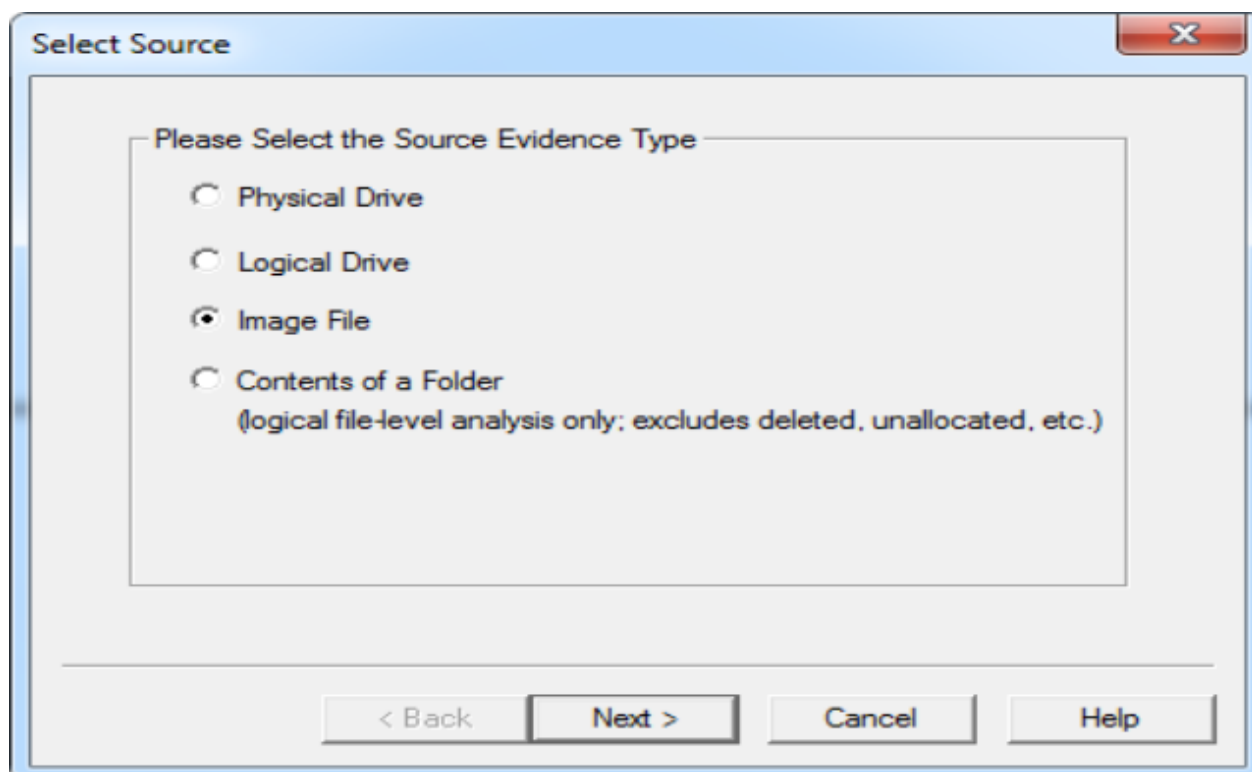 Select Source
Please Select the Source Evidence Type
Physical Drive
Logical Drive
Image File
Contents of a Folder
(logical file-level analysis only; excludes deleted, unallocated, etc.)
< Back Next > Cancel Help